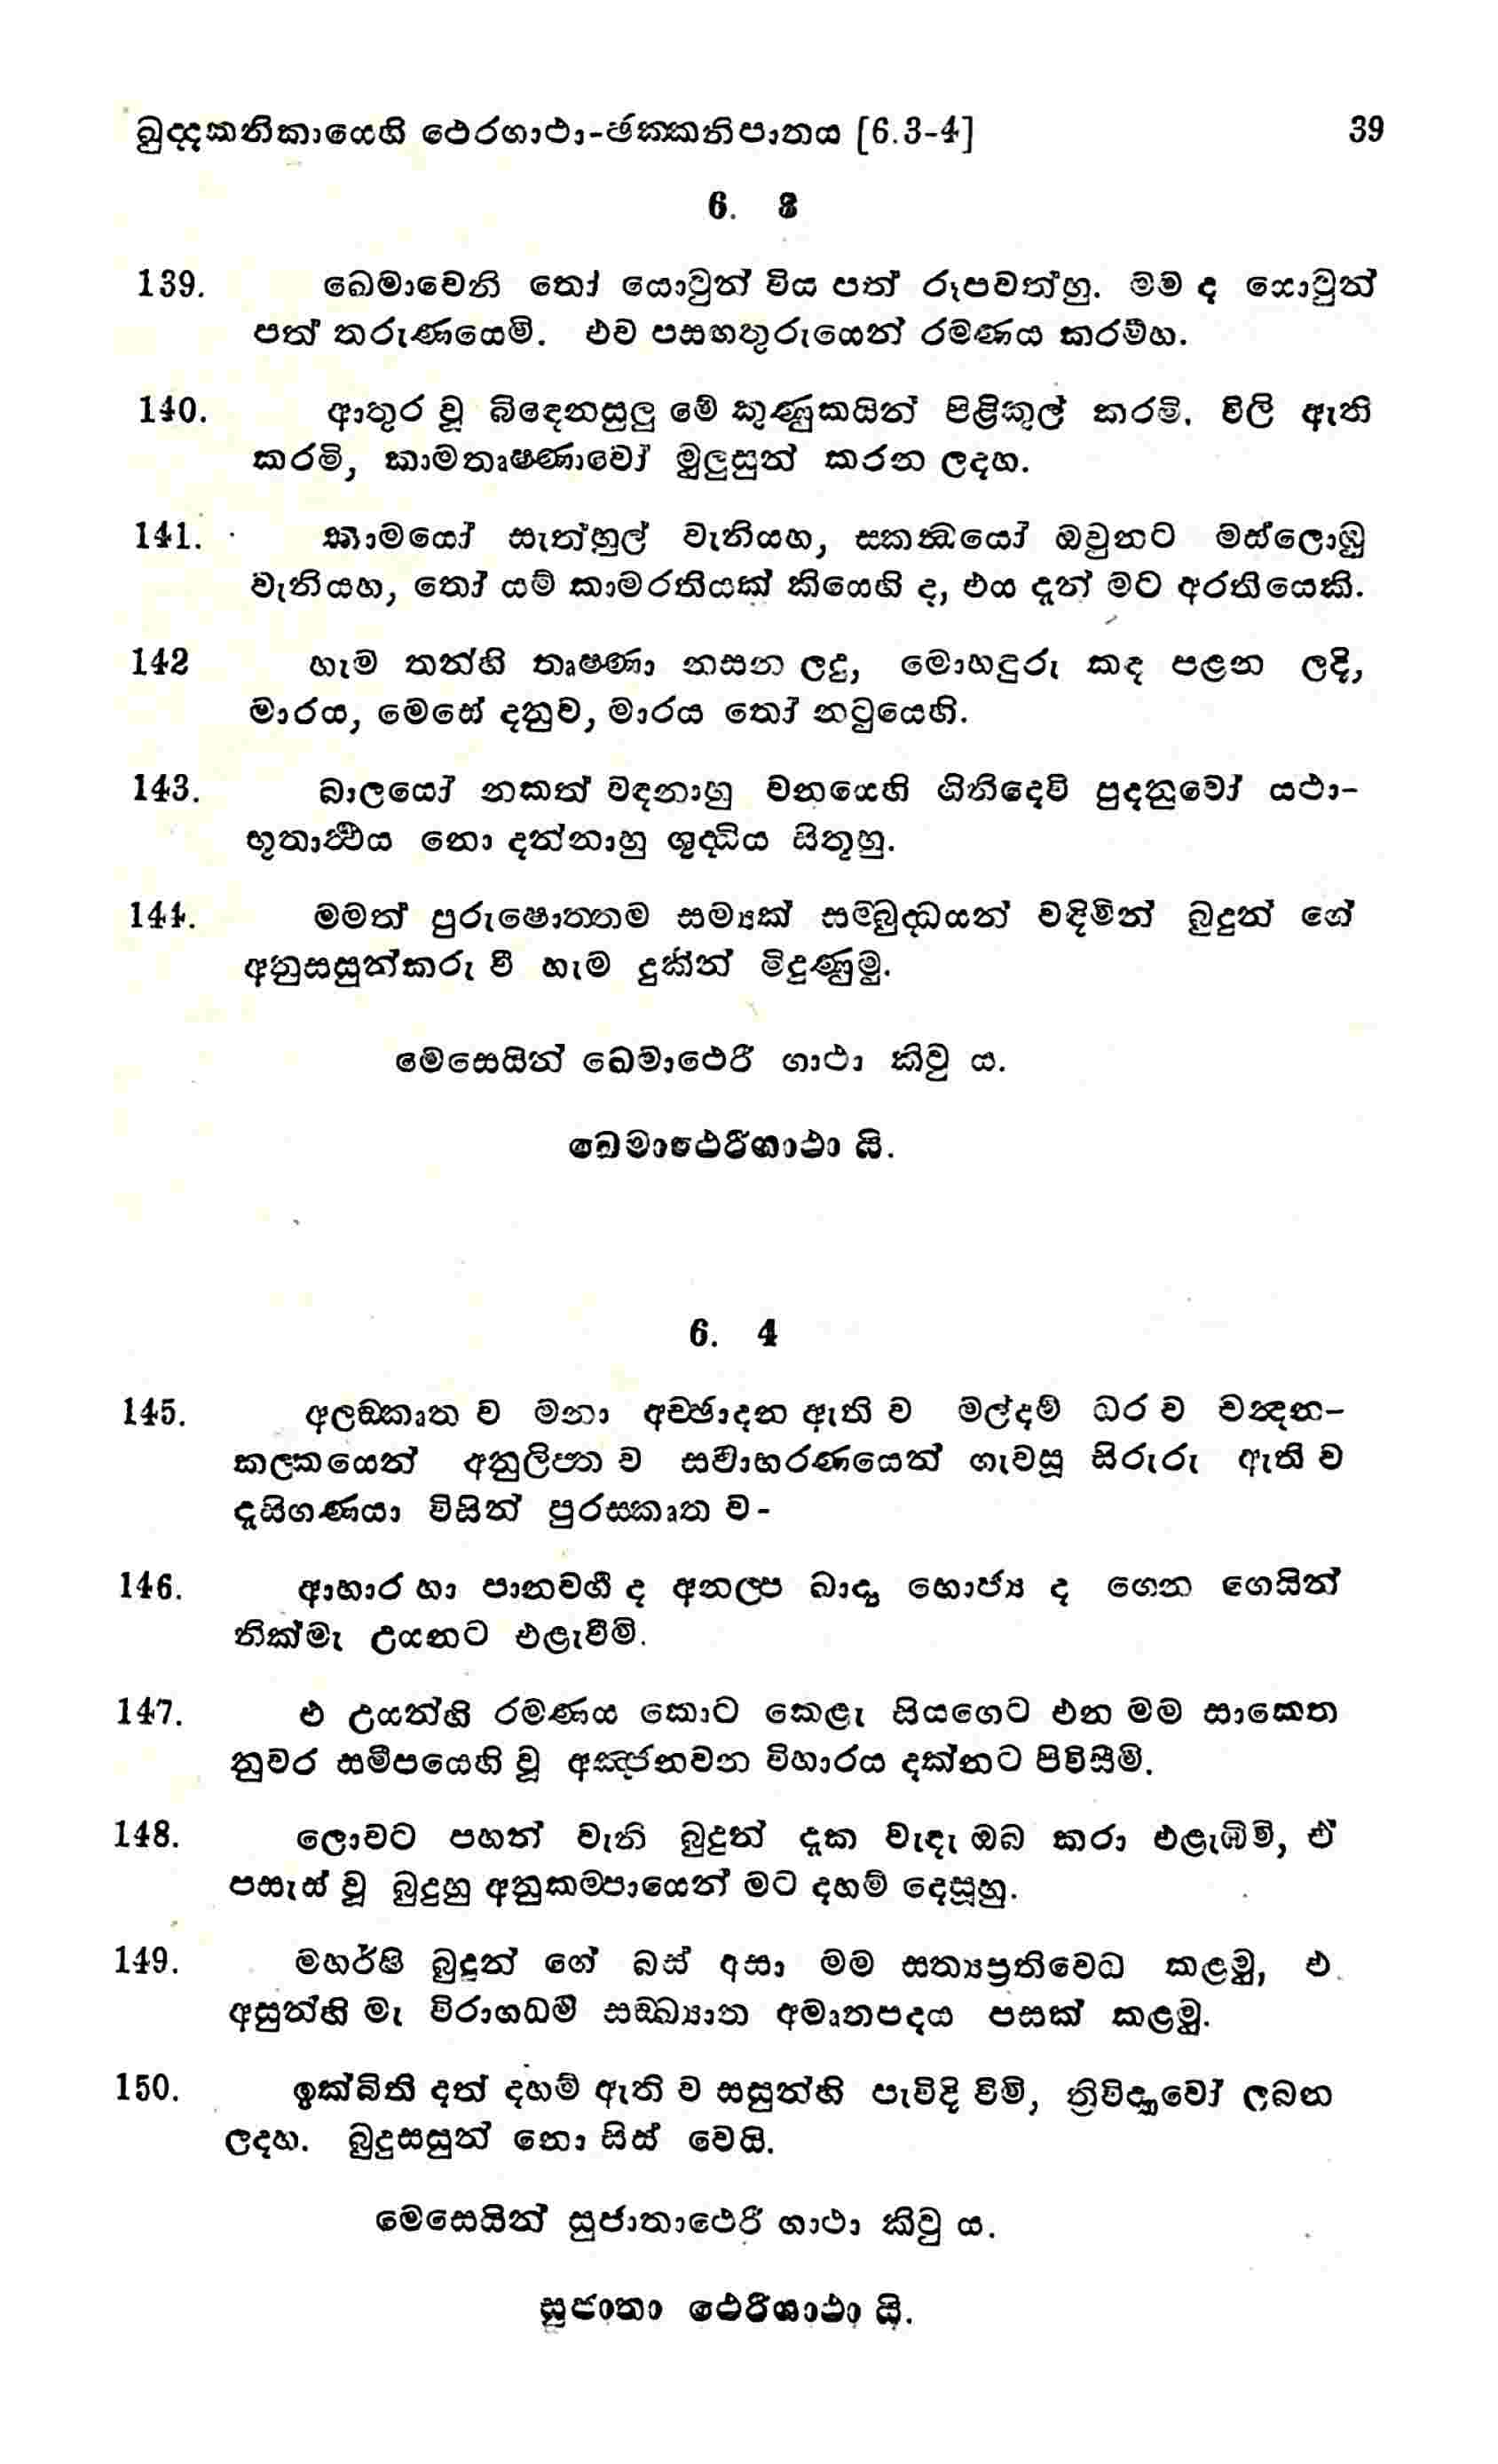 ඛුද්දකනිකායෙහි ථෙරගාථා-ඡක්කනිපාතය [6.3-4] 39
6. 3
139. ඛෙමාවෙනි තෝ යොවුන් විය පත් රූපවත්හු. මම ද යොවුන්
පත් තරුණයෙමි. එව පසඟතුරුයෙන් රමණය කරම්හ.
140. ආතුර වූ බිඳෙනසුලු මේ කුණුකයින් පිළිකුල් කරමි. විලි ඇති
කරමි, කාමතෘෂ්ණාවෝ මුලුසුන් කරන ලදහ.
141. කාමයෝ සැත්හුල් වැනියහ, සකන්ධයෝ ඔවුනට මස්ලොඹු
වැනියහ, තෝ යම් කාමරතියක් කියෙහි ද, එය දැන් මට අරතියෙකි.
142 හැම තන්හි තෘෂ්ණා නසන ලදු, මොහඳුරු කඳ පළන ලදි,
මාරය, මෙසේ දනුව, මාරය තෝ නටුයෙහි.
143. බාලයෝ නකත් වඳනාහු වනයෙහි ගිනිදෙව් පුදනුවෝ යථා-
භූතාර්ථය නො දන්නාහු ශුද්ධිය සිතූහු.
144. මමත් පුරුෂොත්තම සම්‍යක් සම්බුද්ධයන් වඳිමින් බුදුන් ගේ
අනුසසුන්කරු වී හැම දුකින් මිදුණුමු.
මෙසෙයින් ඛෙමාථෙරී ගාථා කිවු ය.
ඛෙමාථෙරීගාථා යි.
6. 4
145. අලඞ්කෘත ව මනා අච්ඡාදන ඇති ව මල්දම් ධර ව චන්දන-
කල්කයෙන් අනුලිප්ත ව සර්වාභරණයෙන් ගැවසූ සිරුරු ඇති ව
දැසිගණයා විසින් පුරස්කෘත ව-
146. ආහාර හා පානවර්ග ද අනල්ප ඛාද්‍ය භොජ්‍ය ද ගෙන ගෙයින්
නික්මැ උයනට එළැවීමි.
147. එ උයන්හි රමණය කොට කෙළැ සියගෙට එන මම සාකෙත
නුවර සමීපයෙහි වූ අඤ්ජනවන විහාරය දක්නට පිවිසීමි.
148. ලොවට පහන් වැනි බුදුන් දැක වැඳැ ඔබ කරා එළැඹීමි, ඒ
පසැස් වූ බුදුහු අනුකම්පායෙන් මට දහම් දෙසූහු.
149. මහර්ෂි බුදුන් ගේ බස් අසා මම සත්‍යප්‍රතිවෙධ කළමු, එ
අසුන්හි මැ විරාගධර්ම සඞ්ඛ්‍යාත අමෘතපදය පසක් කළමු.
150. ඉක්බිති දත් දහම් ඇති ව සසුන්හි පැවිදි වීමි, ත්‍රිවිද්‍යාවෝ ලබන
ලදහ. බුදුසසුන් නො සිස් වෙයි.
මෙසෙයින් සුජාතාථෙරී ගාථා කිවු ය.
සුජාතා ථෙරීගාථා යි.